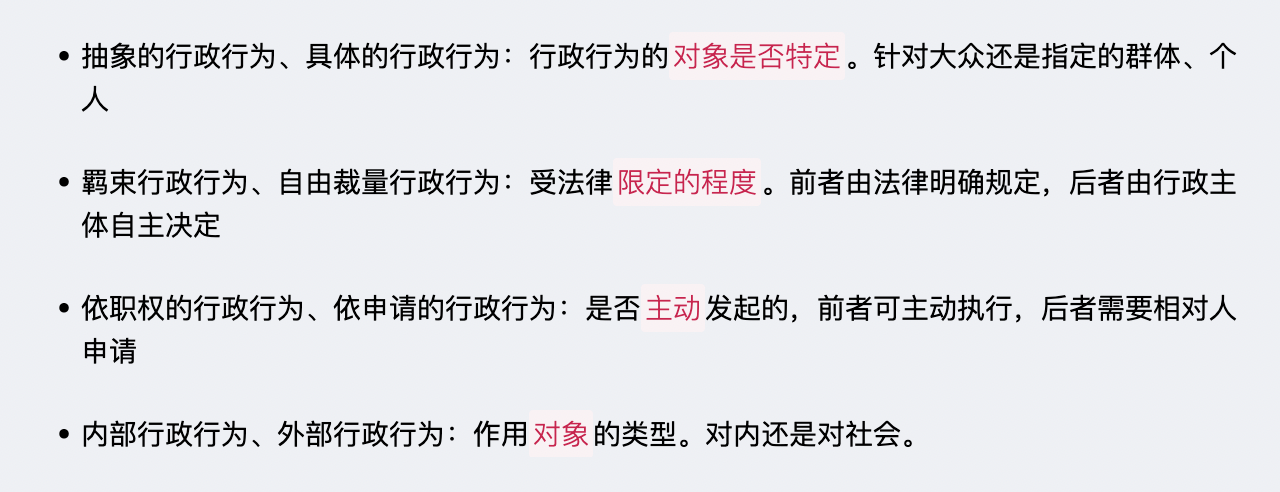 • 抽象的行政行为、具体的行政行为：行政行为的 对象是否特定 。针对大众还是指定的群体、个
人
• 羁束行政行为、自由裁量行政行为：受法律 限定的程度 。前者由法律明确规定，后者由行政主
体自主决定
• 依职权的行政行为、依申请的行政行为：是否 主动 发起的，前者可主动执行，后者需要相对人
申请
• 内部行政行为、外部行政行为：作用 对象 的类型。对内还是对社会。